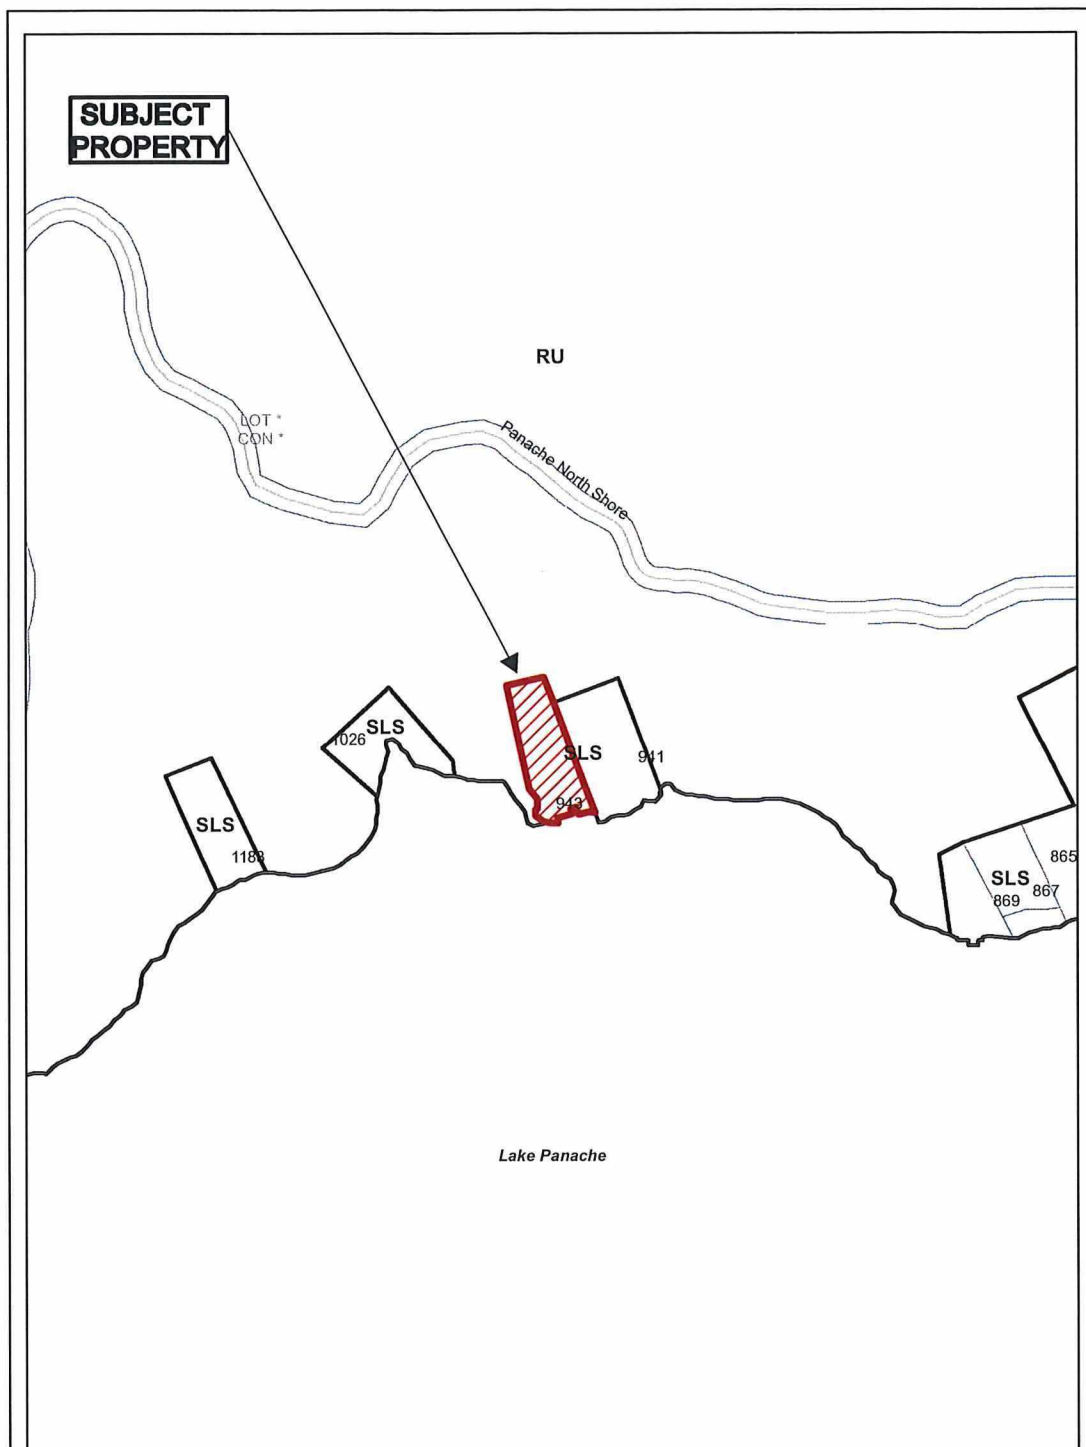 SUBJECT
PROPERTY
RU
LOT *
CON *
Panache North Shore
SLS
1026
SLS
941
943
SLS
1183
865
SLS
867
869
Lake Panache